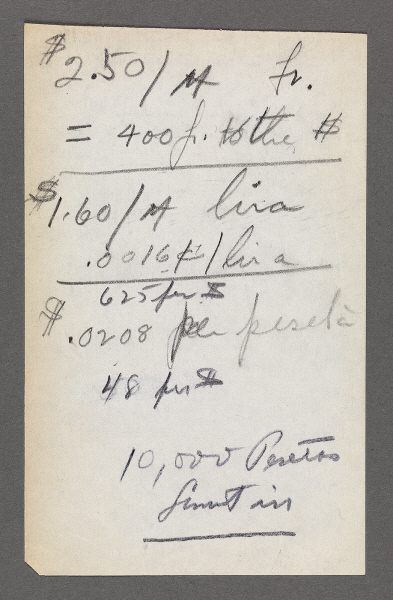 $2.50/M Fr.
= 400 fr. to the $
$1.60/M lira
.0016¢/lira
625 per $
$.0208 per peseta
48 per $
10,000 Pesetas
limit in